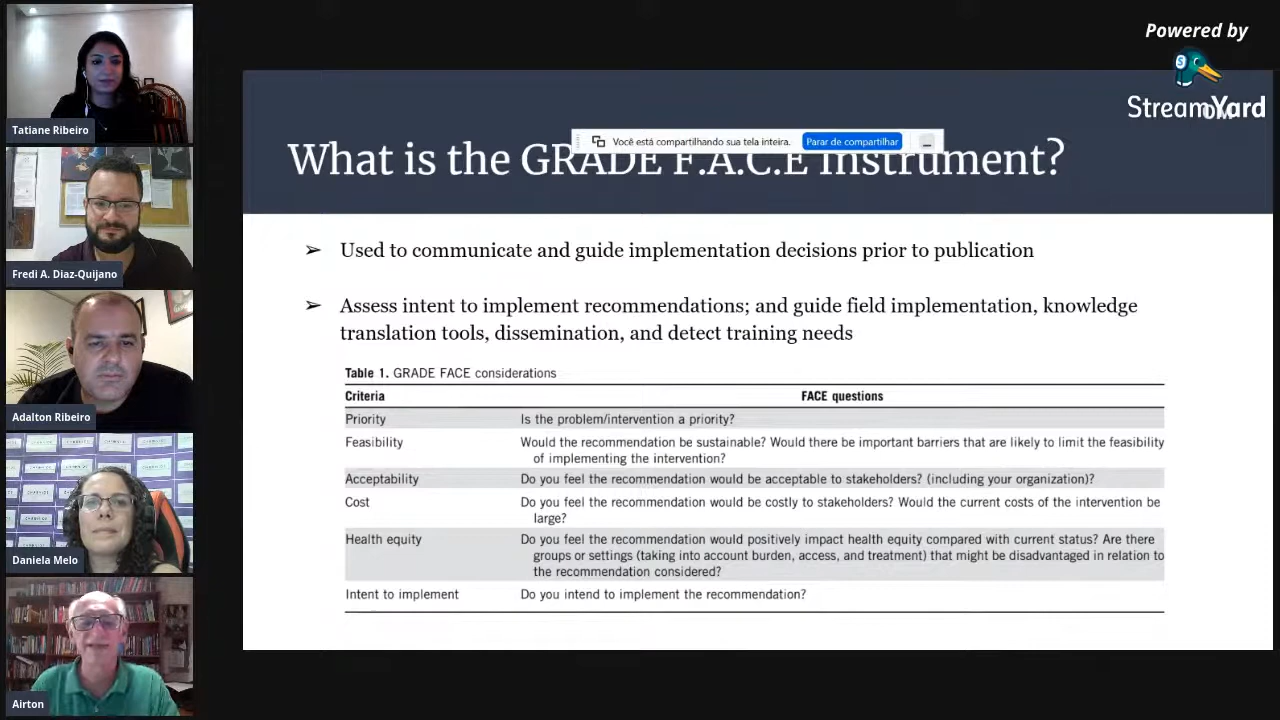 Powered by
StreamYard
Tatiane Ribeiro
Fredi A. Diaz-Quijano
Adalton Ribeiro
Daniela Melo
Airton
Você está compartilhando sua tela inteira. Parar de compartilhar
What is the GRADE F.A.C.E instrument?
➢ Used to communicate and guide implementation decisions prior to publication
➢ Assess intent to implement recommendations; and guide field implementation, knowledge
translation tools, dissemination, and detect training needs
Table 1. GRADE FACE considerations
Criteria FACE questions
Priority Is the problem/intervention a priority?
Feasibility Would the recommendation be sustainable? Would there be important barriers that are likely to limit the feasibility
of implementing the intervention?
Acceptability Do you feel the recommendation would be acceptable to stakeholders? (including your organization)?
Cost Do you feel the recommendation would be costly to stakeholders? Would the current costs of the intervention be
large?
Health equity Do you feel the recommendation would positively impact health equity compared with current status? Are there
groups or settings (taking into account burden, access, and treatment) that might be disadvantaged in relation to
the recommendation considered?
Intent to implement Do you intend to implement the recommendation?